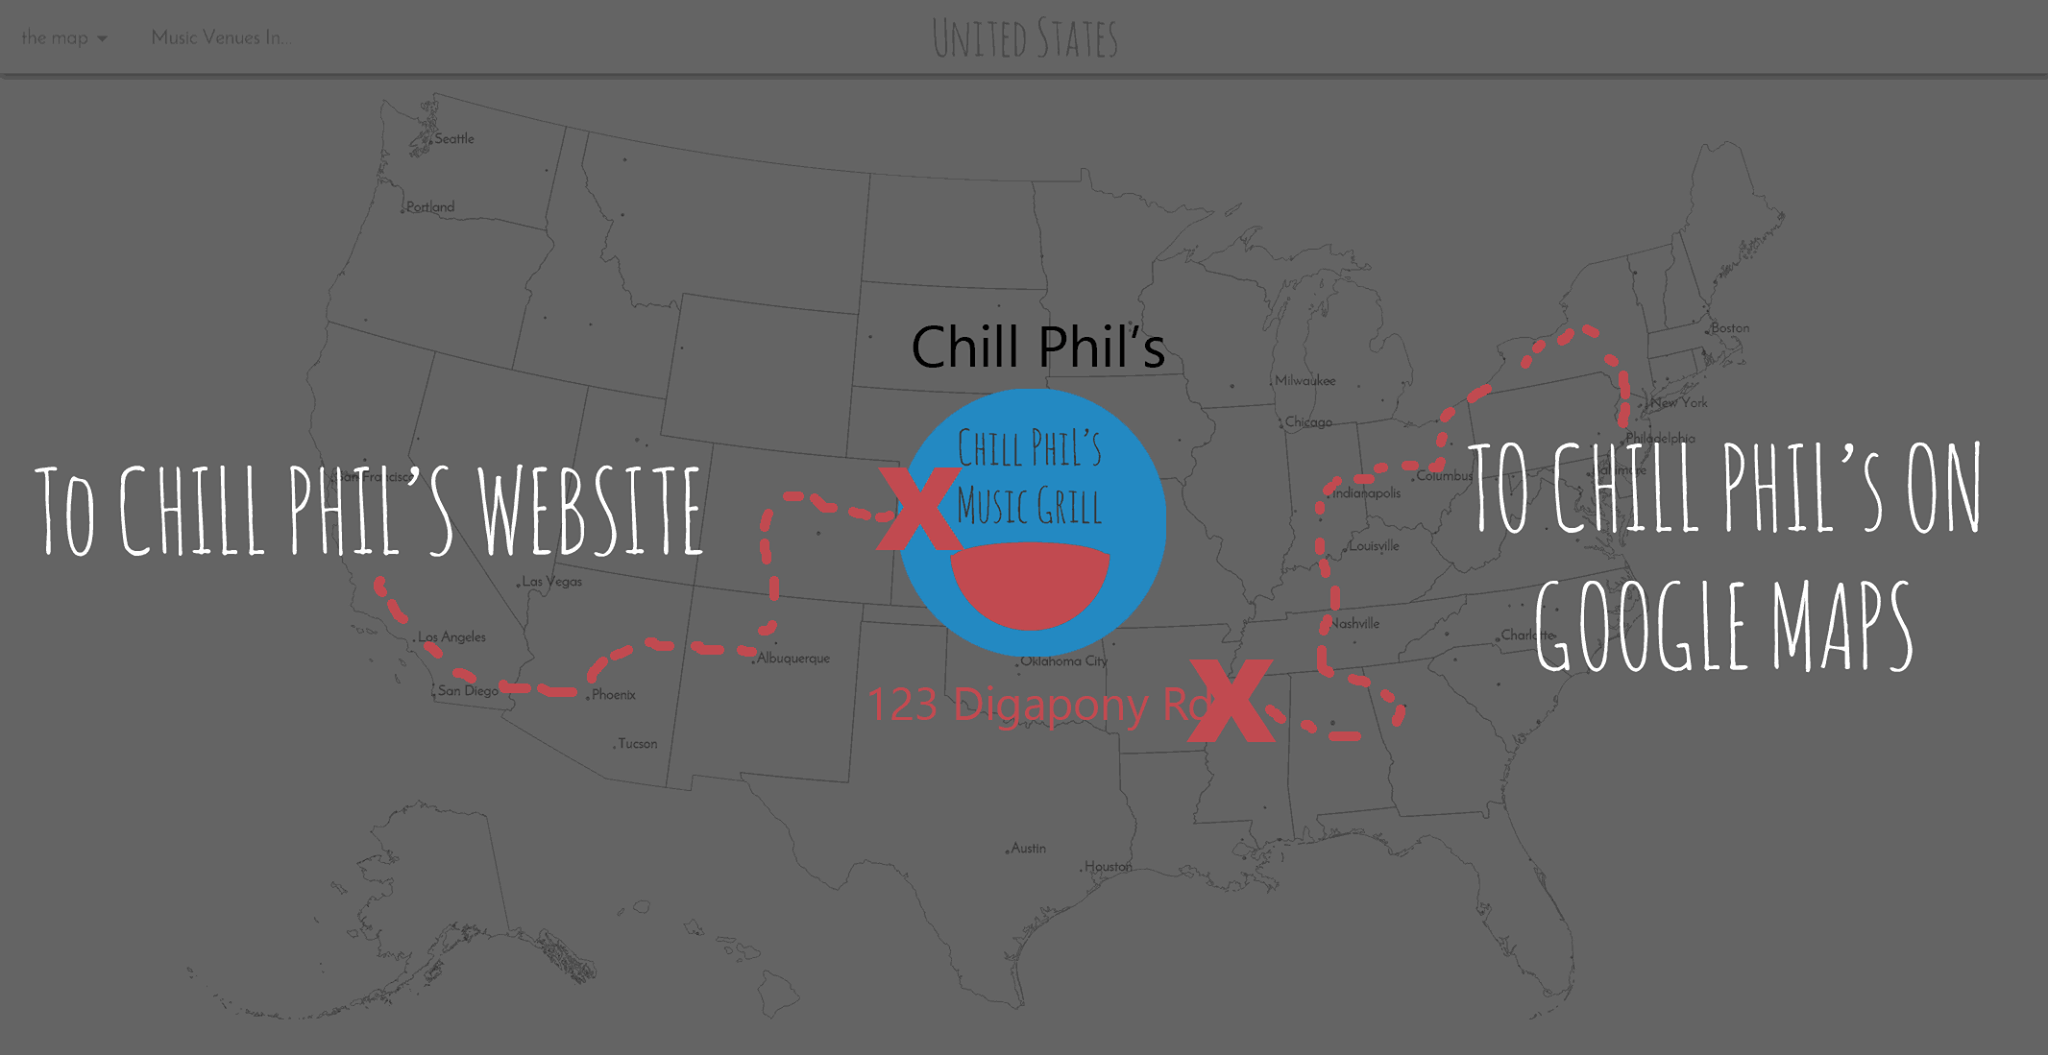 the map
Music Venues In...
United States
Seattle
Portland
Chill Phil's
Boston
Milwaukee
New York
Chicago
Philadelphia
Chill Phil's
Music Grill
X
TO CHILL PHIL'S WEBSITE
San Francisco
TO CHILL PHIL'S ON
GOOGLE MAPS
Baltimore
Columbus
Indianapolis
Louisville
Las Vegas
Nashville
Charlotte
Los Angeles
Albuquerque
Oklahoma City
San Diego
Phoenix
123 Digapony Rd
X
Tucson
Austin
Houston